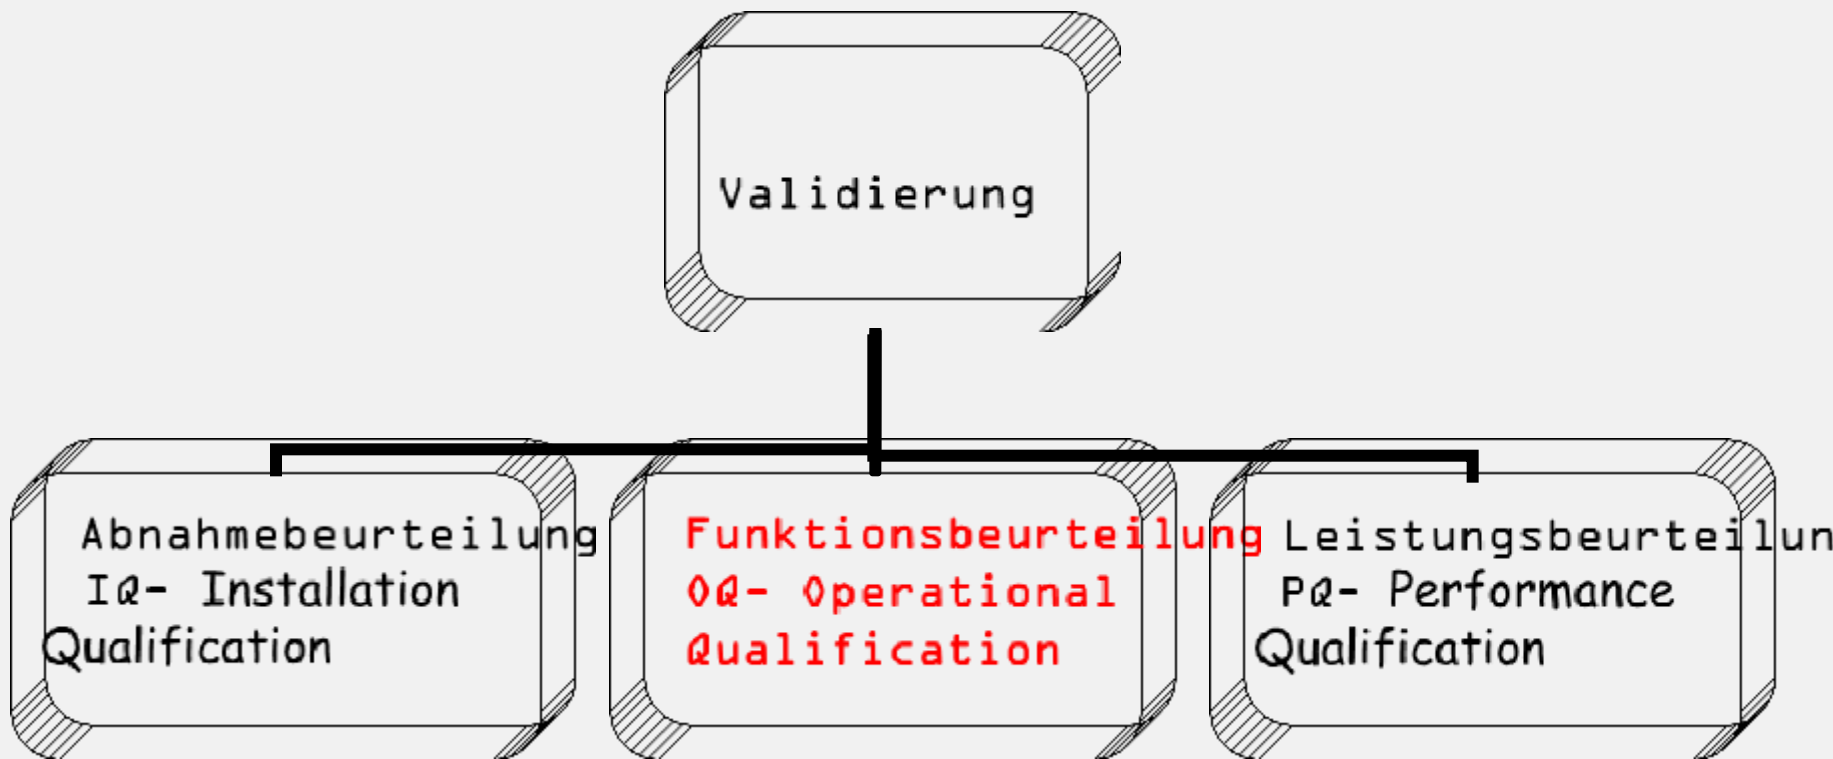 Validierung
Abnahmebeurteilung
IQ- Installation
Qualification
Funktionsbeurteilung
OQ- Operational
Qualification
Leistungsbeurteilun
PQ- Performance
Qualification